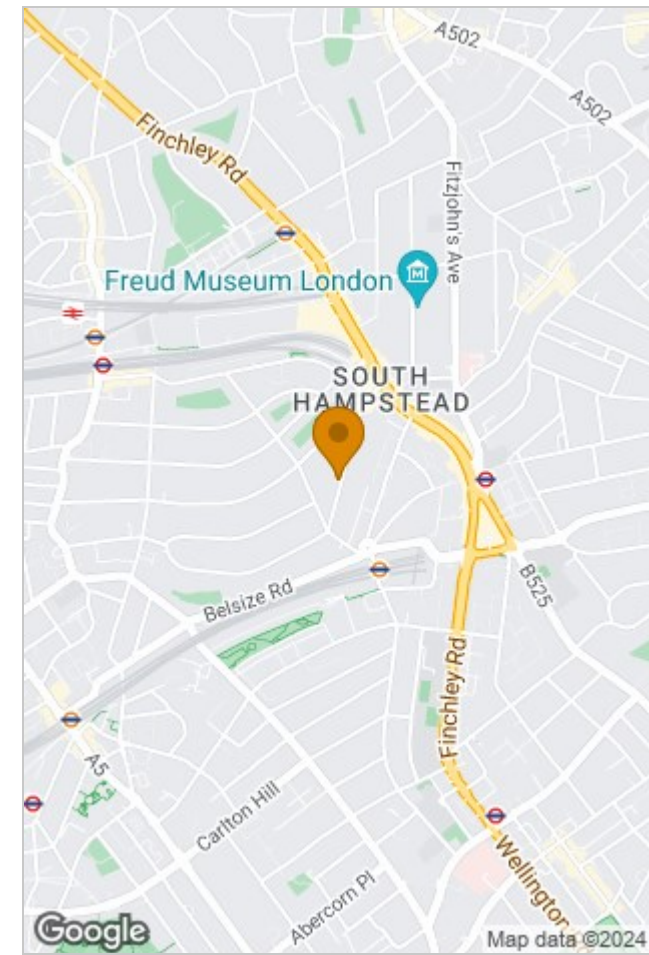 A502
A502
Finchley Rd
Fitzjohn's Ave
Freud Museum London
SOUTH
HAMPSTEAD
B525
Belsize Rd
Finchley Rd
A5
Carlton Hill
Abercorn Pl
Wellington
Google
Map data ©2024